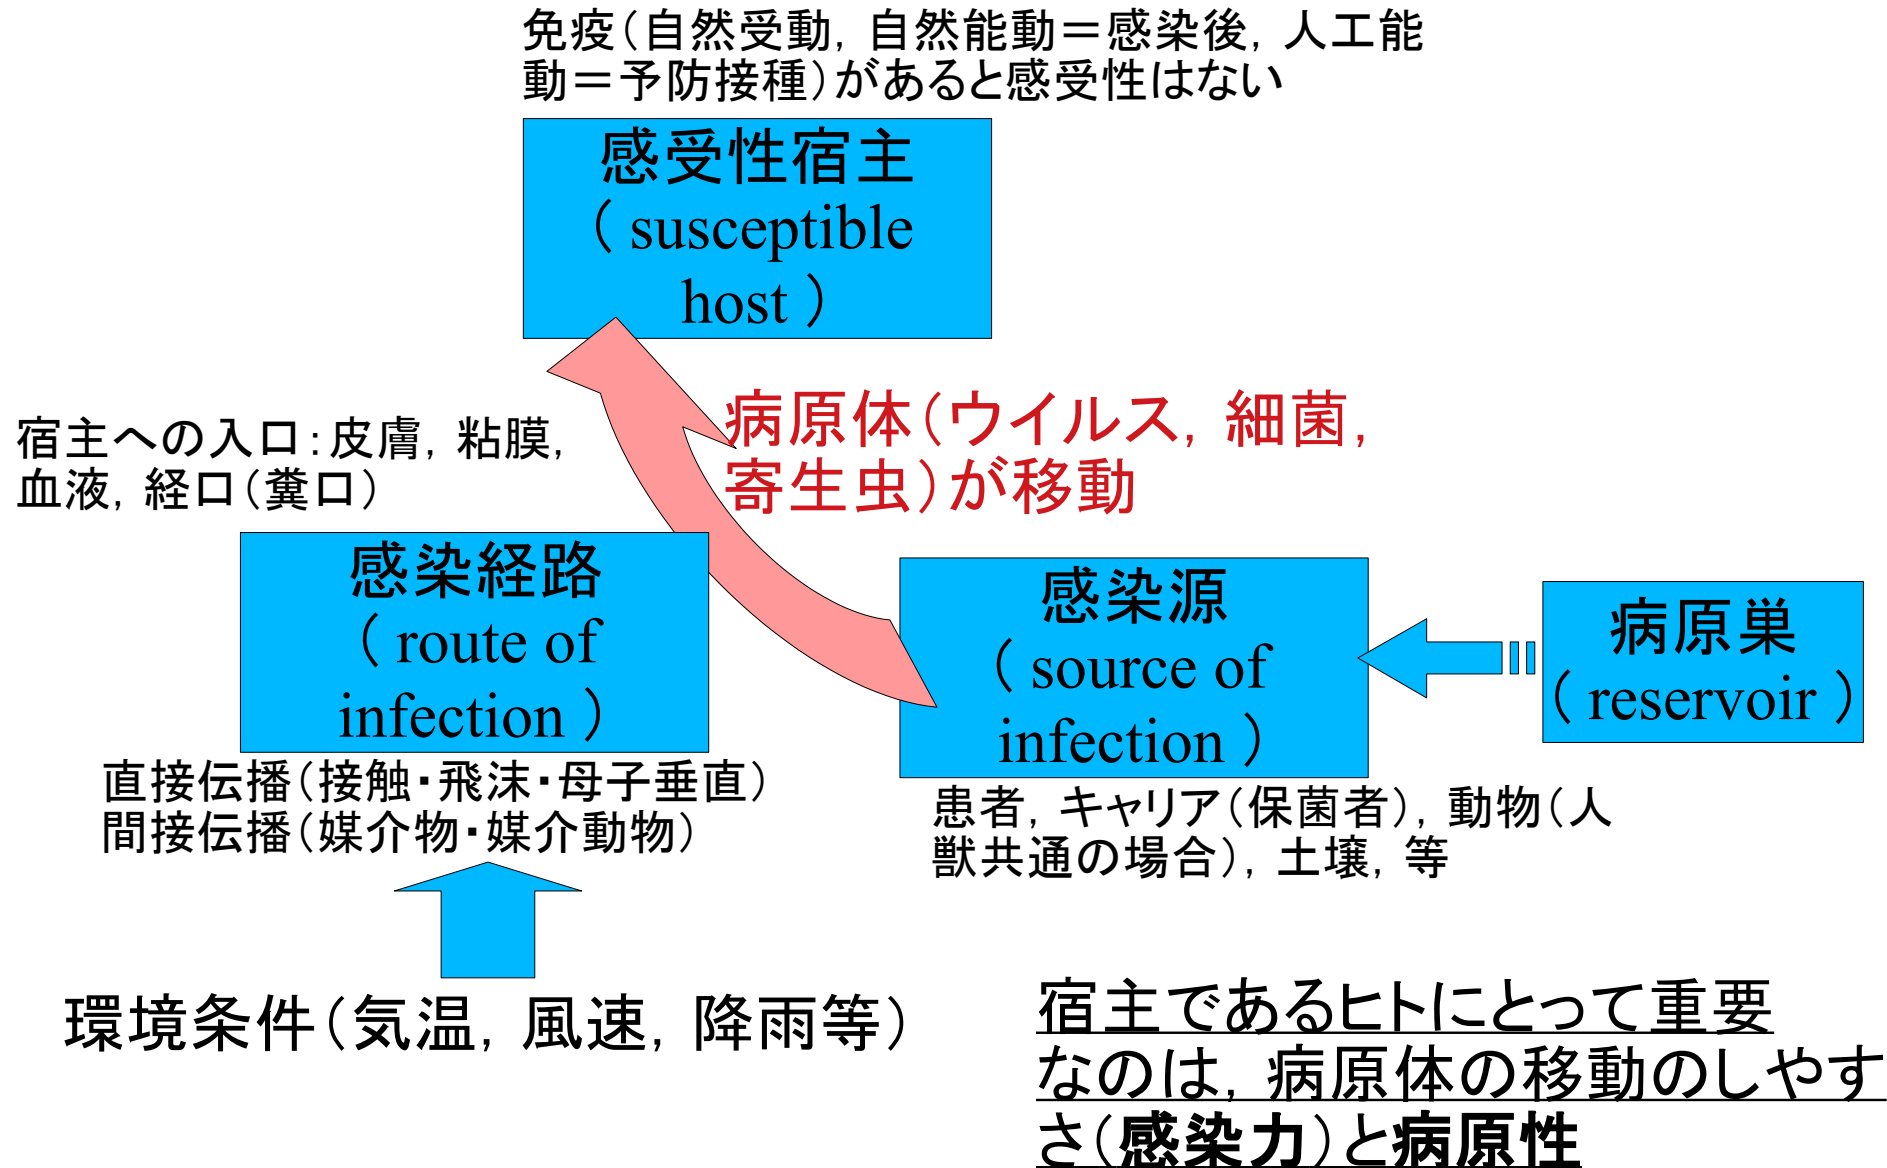 免疫（自然受動，自然能動＝感染後，人工能
動＝予防接種）があると感受性はない
感受性宿主
（ susceptible
host ）
病原体（ウイルス，細菌，
寄生虫）が移動
宿主への入口：皮膚，粘膜，
血液，経口（糞口）
感染経路
（ route of
infection ）
直接伝播（接触・飛沫・母子垂直）
間接伝播（媒介物・媒介動物）
感染源
（ source of
infection ）
患者，キャリア（保菌者），動物（人
獣共通の場合），土壌，等
病原巣
（ reservoir ）
環境条件（気温，風速，降雨等）
宿主であるヒトにとって重要
なのは，病原体の移動のしやす
さ（感染力）と病原性